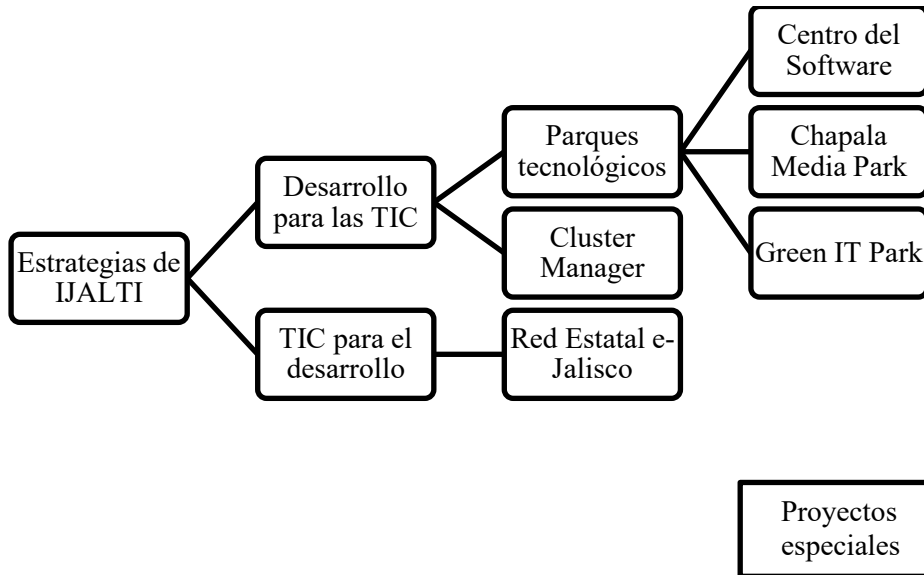 Estrategias de
IJALTI
Desarrollo
para las TIC
TIC para el
desarrollo
Parques
tecnológicos
Cluster
Manager
Red Estatal e-
Jalisco
Centro del
Software
Chapala
Media Park
Green IT Park
Proyectos
especiales